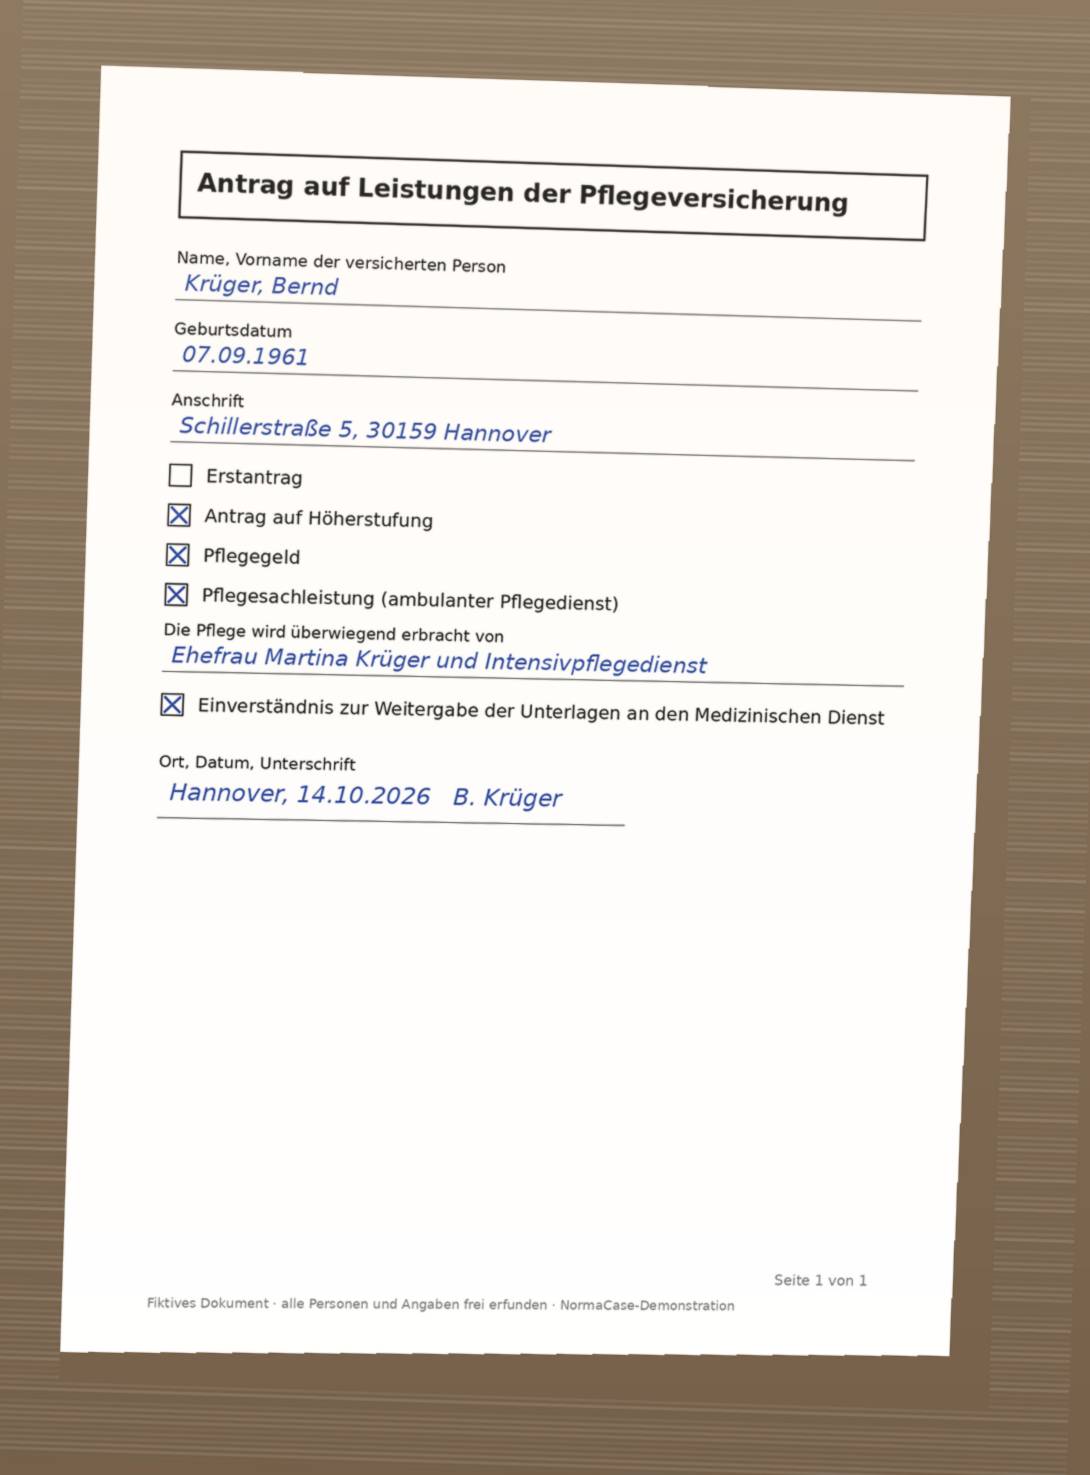 Antrag auf Leistungen der Pflegeversicherung
Name, Vorname der versicherten Person
Krüger, Bernd
Geburtsdatum
07.09.1961
Anschrift
Schillerstraße 5, 30159 Hannover
Erstantrag
Antrag auf Höherstufung
Pflegegeld
Pflegesachleistung (ambulanter Pflegedienst)
Die Pflege wird überwiegend erbracht von
Ehefrau Martina Krüger und Intensivpflegedienst
Einverständnis zur Weitergabe der Unterlagen an den Medizinischen Dienst
Ort, Datum, Unterschrift
Hannover, 14.10.2026 B. Krüger
Seite 1 von 1
Fiktives Dokument · alle Personen und Angaben frei erfunden · NormaCase-Demonstration